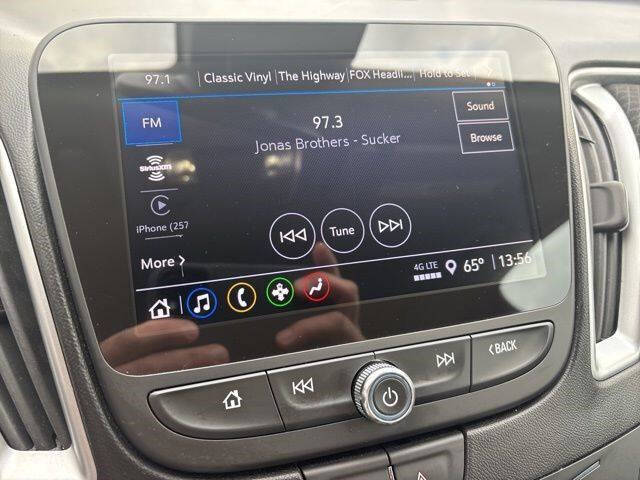 97.1 Classic Vinyl The Highway FOX Headli... Hold to Set
FM
97.3
Sound
Jonas Brothers - Sucker
Browse
SiriusXM
iPhone (257
Tune
More >
4G LTE 65° 13:56
< BACK